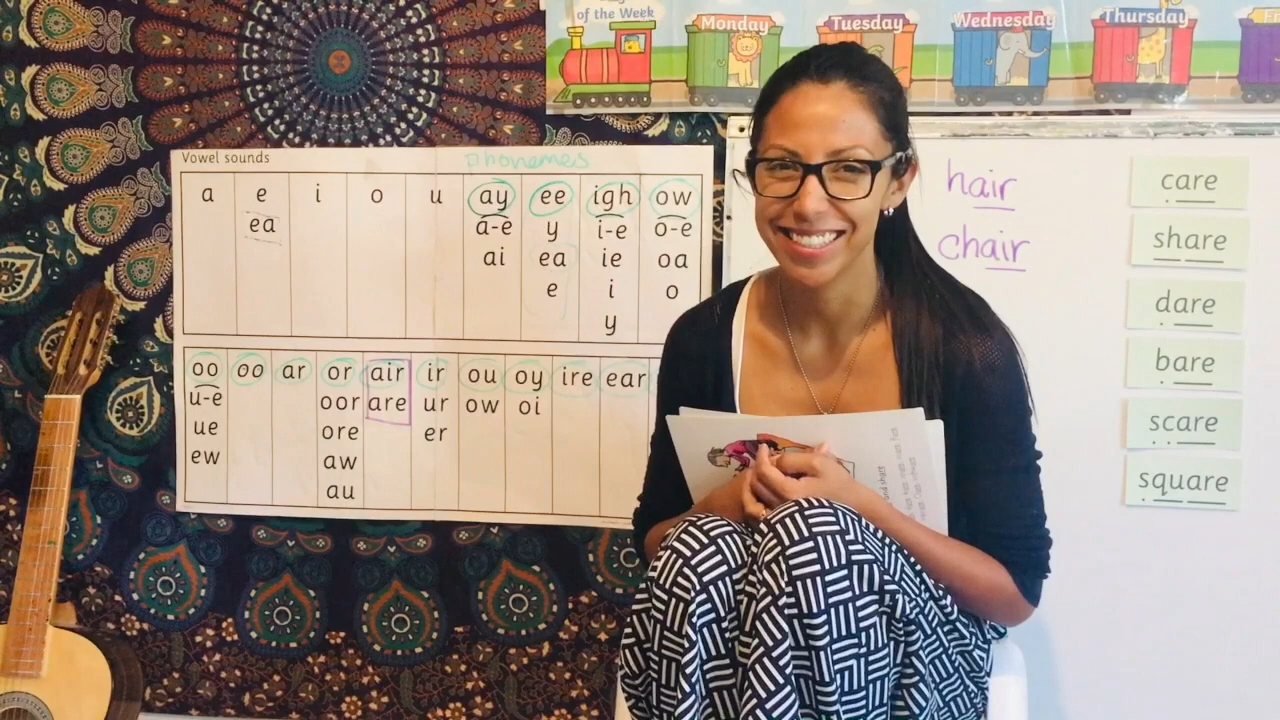 of the Week
Monday
Tuesday
Wednesday
Thursday
Vowel sounds
phonemes
a e i o u ay ee igh ow
ea a-e y i-e o-e
ai ea ie oa
e i o
y
oo oo ar or air ir ou oy ire ear
u-e oor are ur ow oi
ue ore er
ew aw
au
hair
chair
care
share
dare
bare
scare
square
and share